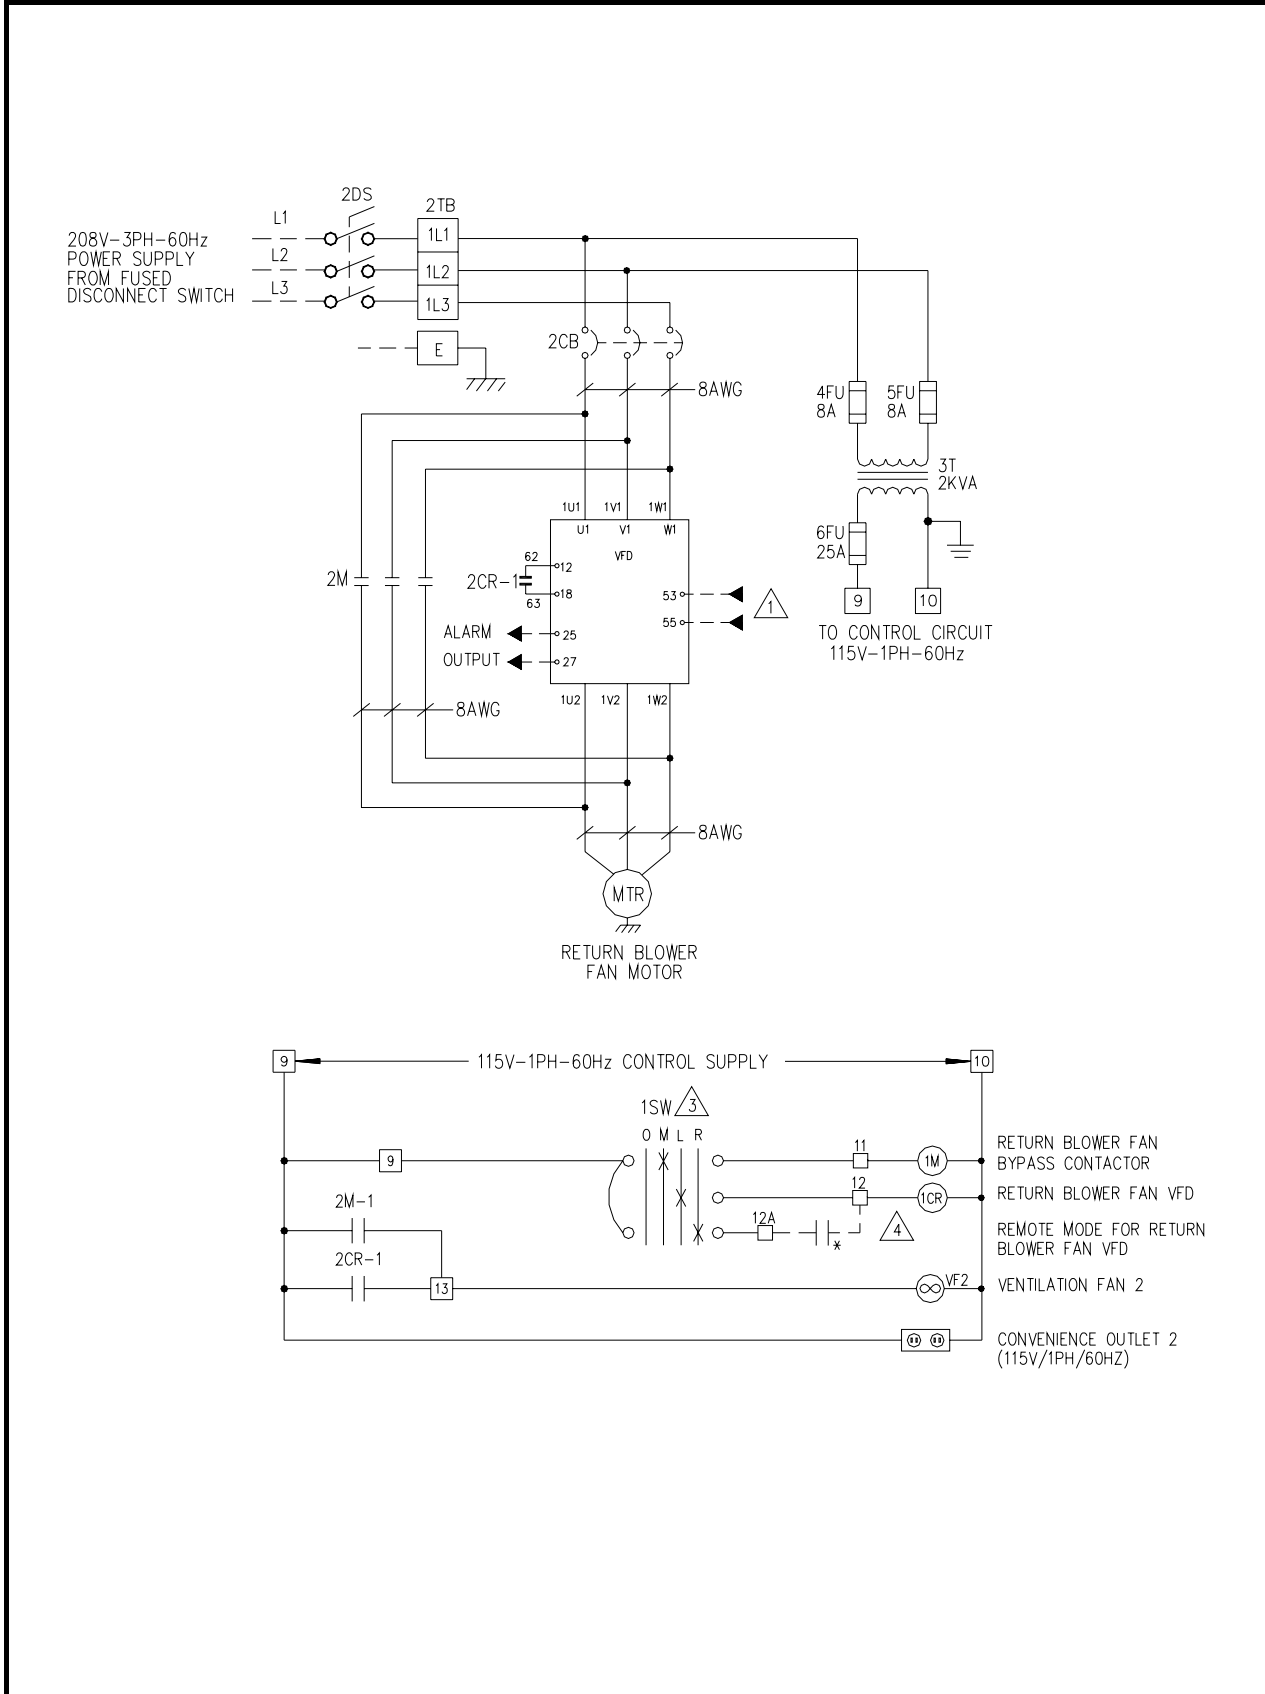 2DS
2TB
L1
208V-3PH-60Hz
POWER SUPPLY
FROM FUSED
DISCONNECT SWITCH
L2
L3
1L1
1L2
1L3
E
2CB
8AWG
4FU
8A
5FU
8A
3T
2KVA
1U1
1V1
1W1
U1
V1
W1
VFD
6FU
25A
62
12
2CR-1
63
18
2M
53
55
1
9
10
ALARM
25
OUTPUT
27
TO CONTROL CIRCUIT
115V-1PH-60Hz
1U2
1V2
1W2
8AWG
8AWG
MTR
RETURN BLOWER
FAN MOTOR
9
115V-1PH-60Hz CONTROL SUPPLY
10
1SW
3
O M L R
9
11
1M
RETURN BLOWER FAN
BYPASS CONTACTOR
12
1CR
RETURN BLOWER FAN VFD
2M-1
12A
*
4
REMOTE MODE FOR RETURN
BLOWER FAN VFD
2CR-1
13
VF2
VENTILATION FAN 2
CONVENIENCE OUTLET 2
(115V/1PH/60HZ)